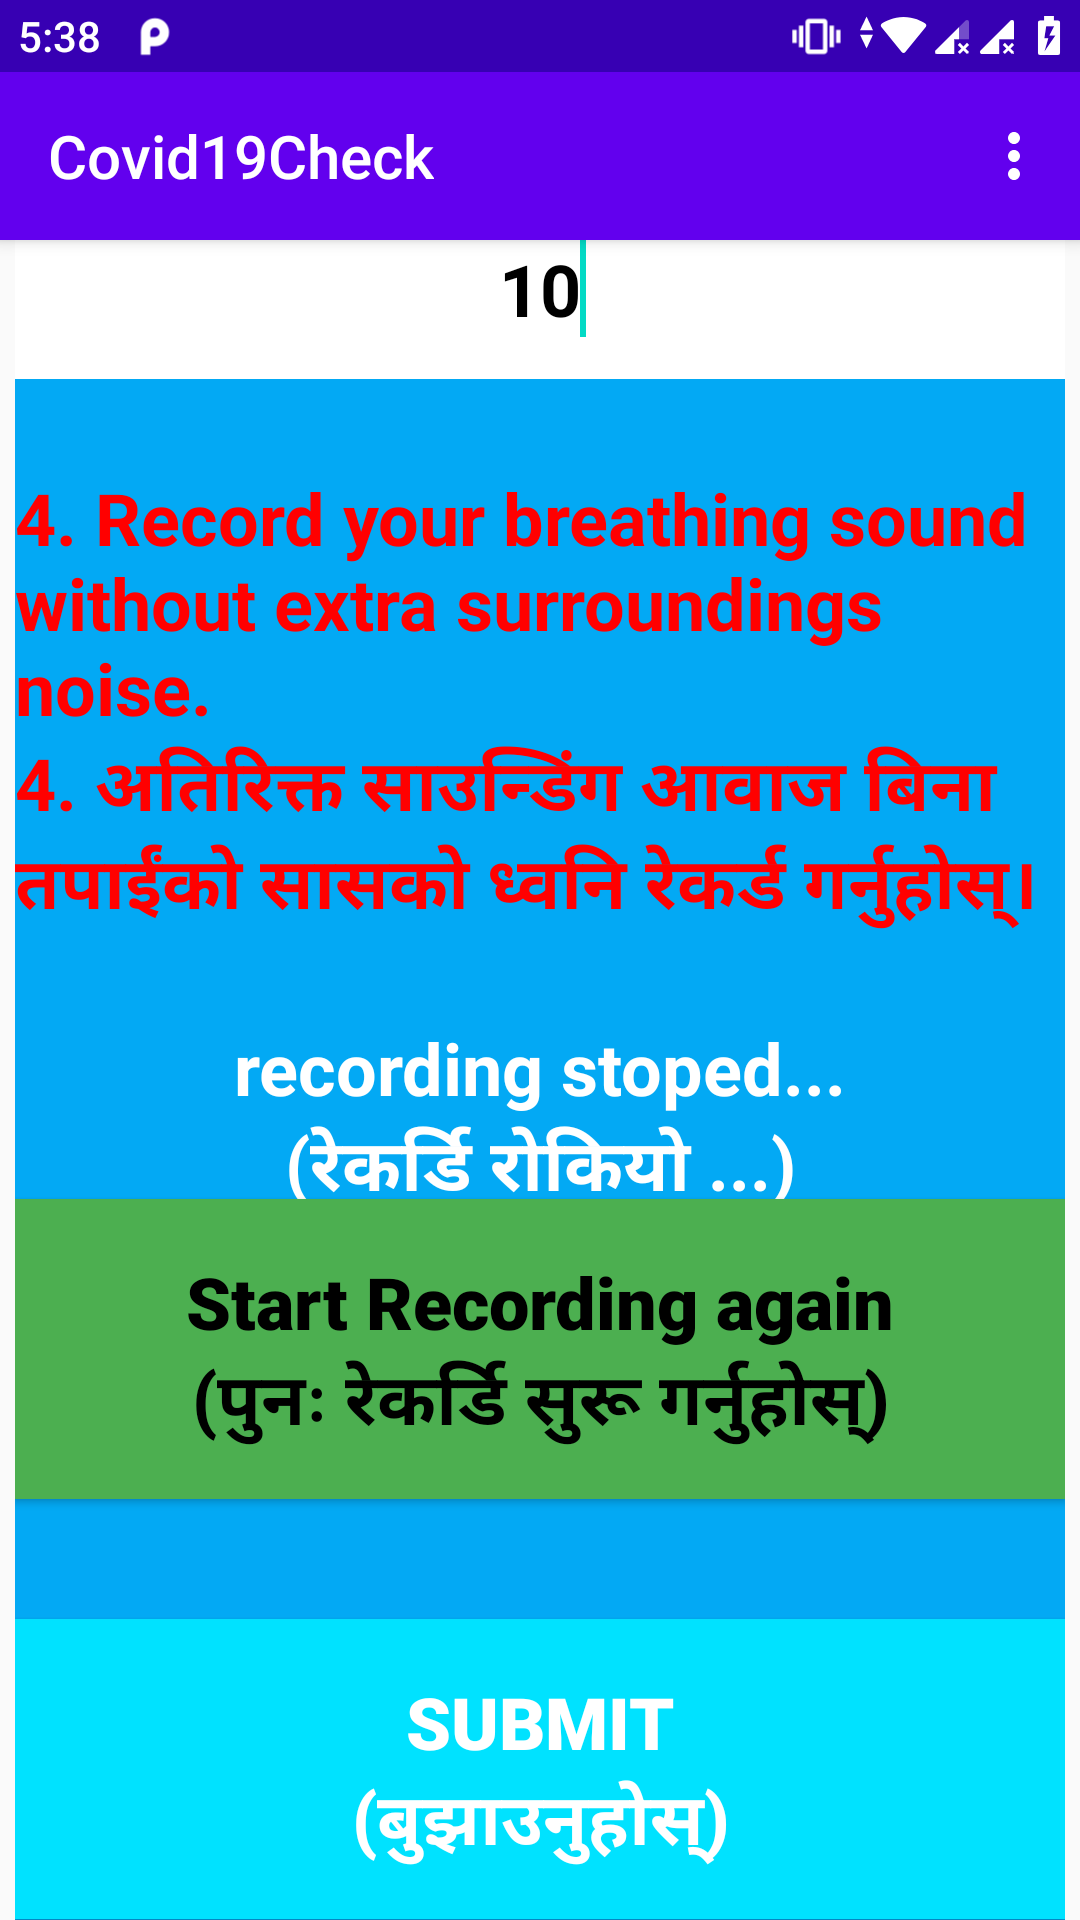 5:38
Covid19Check
10
4. Record your breathing sound
without extra surroundings
noise.
4. अतिरिक्त साउन्डिंग आवाज बिना
तपाईंको सासको ध्वनि रेकर्ड गर्नुहोस्।
recording stoped...
(रेकर्डि रोकियो ...)
Start Recording again
(पुनः रेकर्डि सुरू गर्नुहोस्)
SUBMIT
(बुझाउनुहोस्)